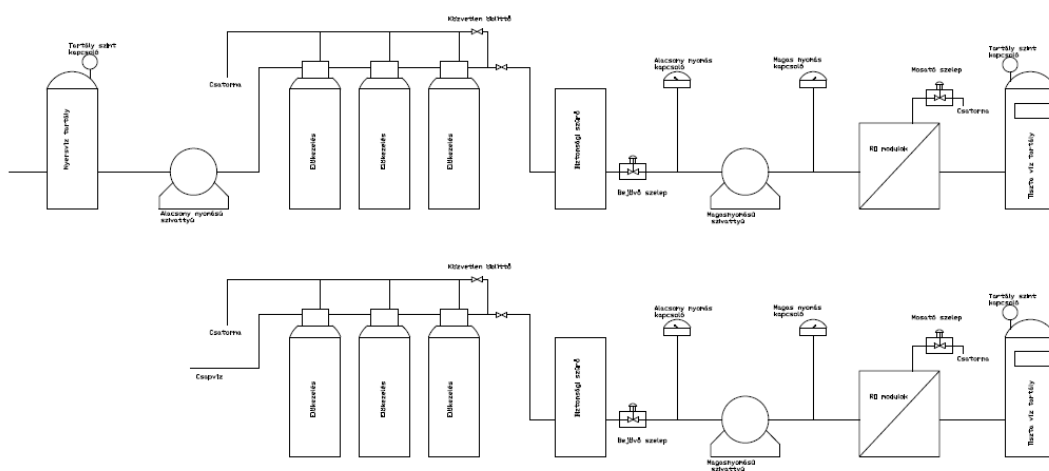 Közvetlen öblítő
Tartály szint
kapcsoló
Csatorna
Nyersvíz tartály
Alacsony nyomású
szivattyú
Előkezelés
Előkezelés
Előkezelés
Biztonsági szűrő
Bejövő szelep
Alacsony nyomás
kapcsoló
Magasnyomású
szivattyú
Magas nyomás
kapcsoló
RO modulok
Mosató szelep
Csatorna
Tartály szint
kapcsoló
Tiszta víz tartály
Közvetlen öblítő
Csatorna
Csapvíz
Előkezelés
Előkezelés
Előkezelés
Biztonsági szűrő
Bejövő szelep
Alacsony nyomás
kapcsoló
Magasnyomású
szivattyú
Magas nyomás
kapcsoló
RO modulok
Mosató szelep
Csatorna
Tartály szint
kapcsoló
Tiszta víz tartály